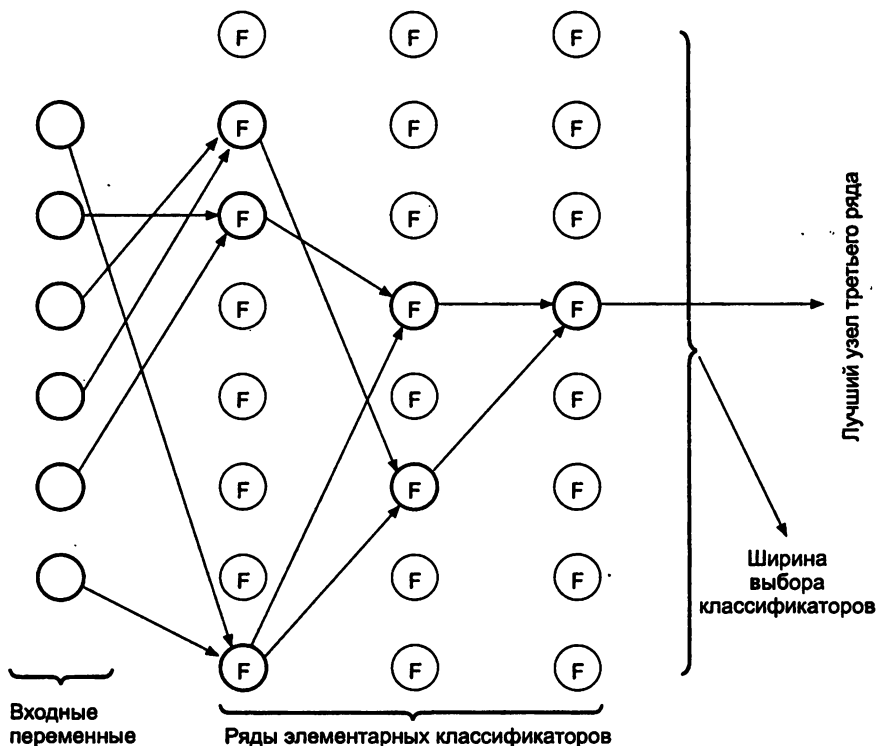 F F F
F F F
F F F
F F F
F F F
F F F
F F F
F F F
Лучший узел третьего ряда
Ширина
выбора
классификаторов
Входные
переменные
Ряды элементарных классификаторов